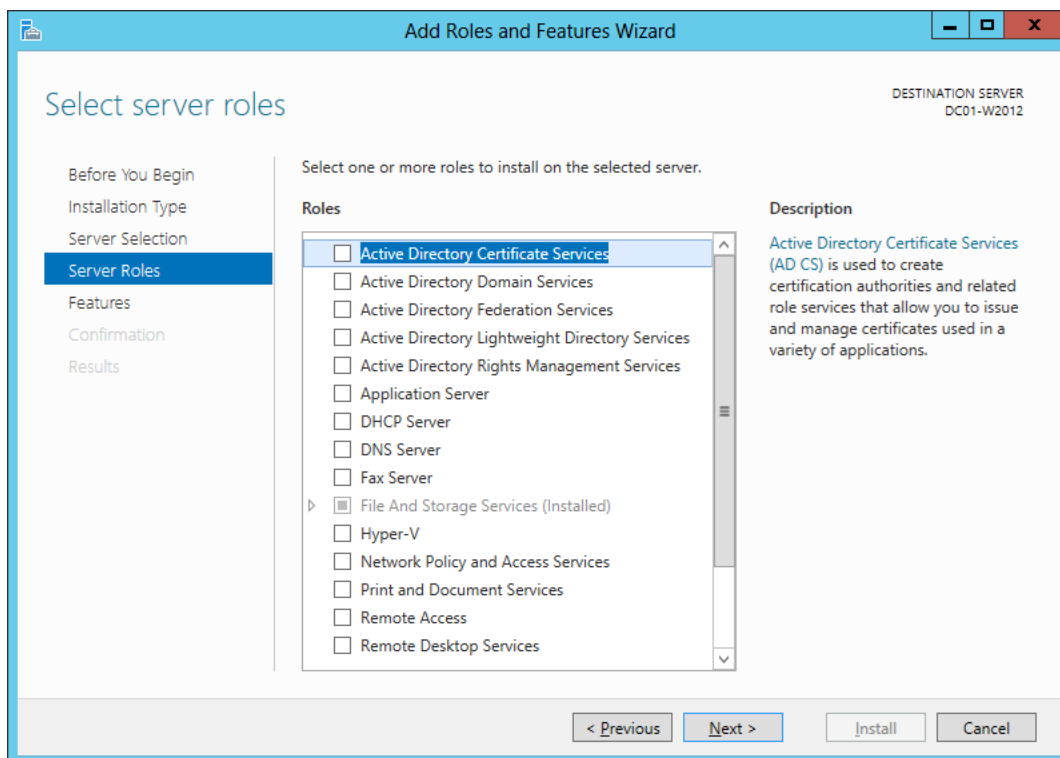 Add Roles and Features Wizard
Select server roles
DESTINATION SERVER
DC01-W2012
Before You Begin
Installation Type
Server Selection
Server Roles
Features
Confirmation
Results
Select one or more roles to install on the selected server.
Roles
Active Directory Certificate Services
Active Directory Domain Services
Active Directory Federation Services
Active Directory Lightweight Directory Services
Active Directory Rights Management Services
Application Server
DHCP Server
DNS Server
Fax Server
File And Storage Services (Installed)
Hyper-V
Network Policy and Access Services
Print and Document Services
Remote Access
Remote Desktop Services
Description
Active Directory Certificate Services
(AD CS) is used to create
certification authorities and related
role services that allow you to issue
and manage certificates used in a
variety of applications.
< Previous
Next >
Install
Cancel